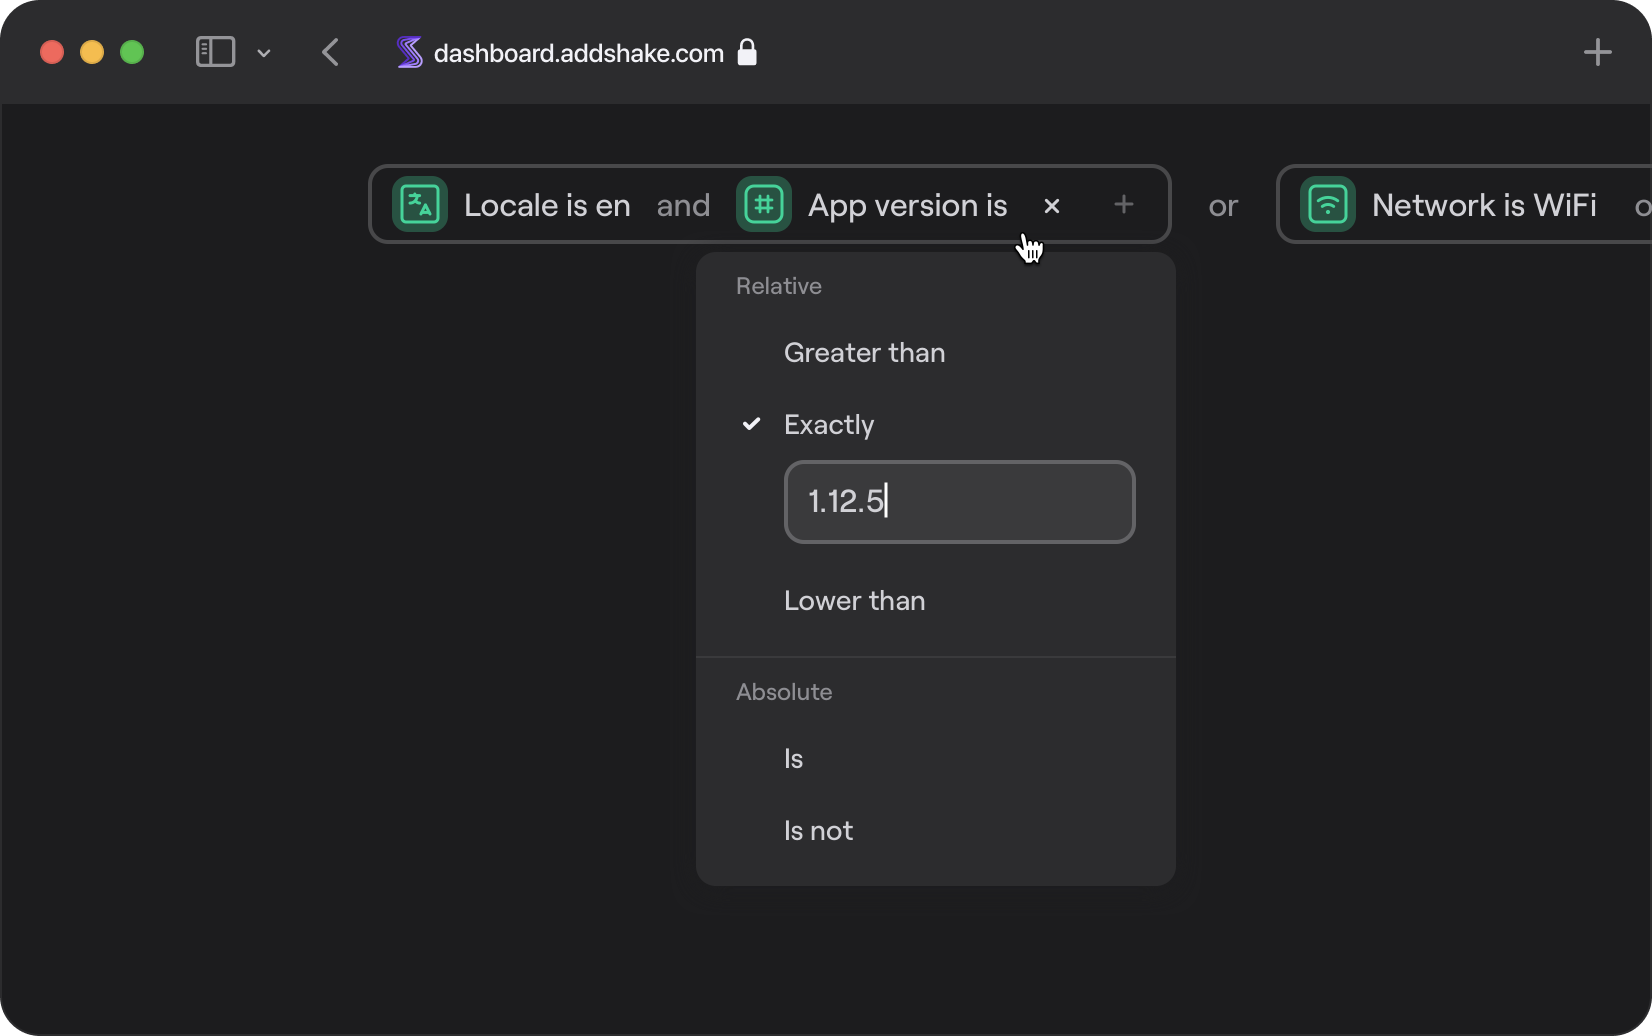 dashboard.addshake.com
Locale is en and App version is or Network is WiFi
Relative
Greater than
Exactly
1.12.5
Lower than
Absolute
Is
Is not